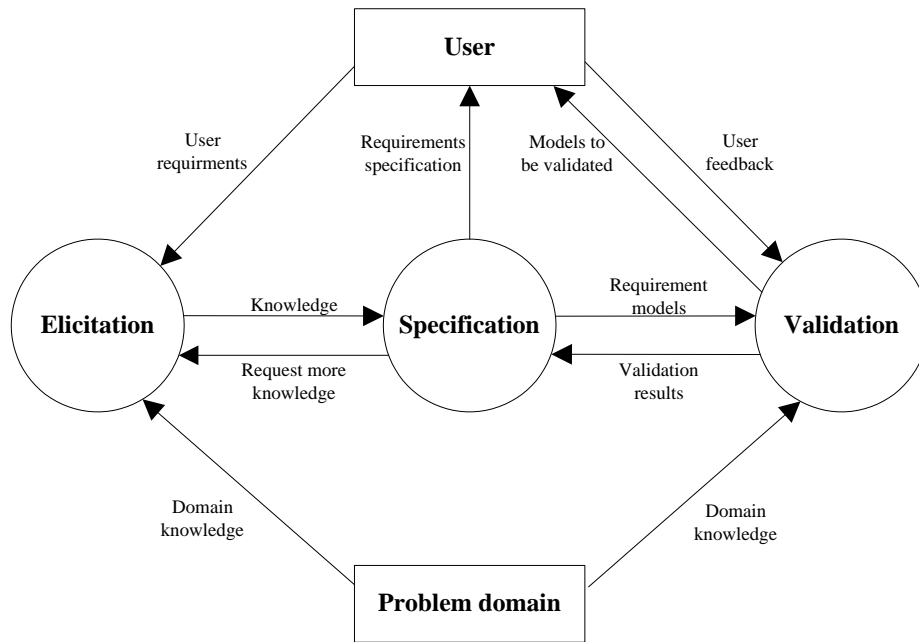 User
User
requirments
Requirements
specification
Models to
be validated
User
feedback
Elicitation
Knowledge
Specification
Requirement
models
Validation
Request more
knowledge
Validation
results
Domain
knowledge
Domain
knowledge
Problem domain